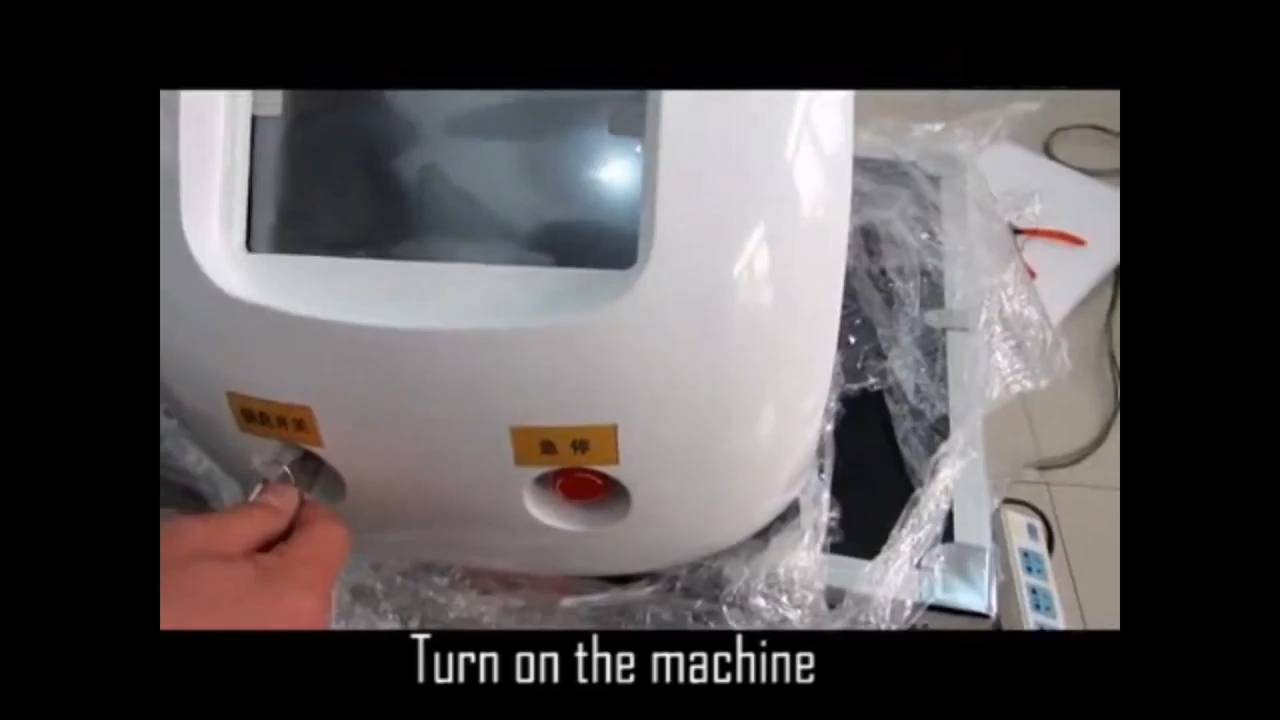 急 停
Turn on the machine